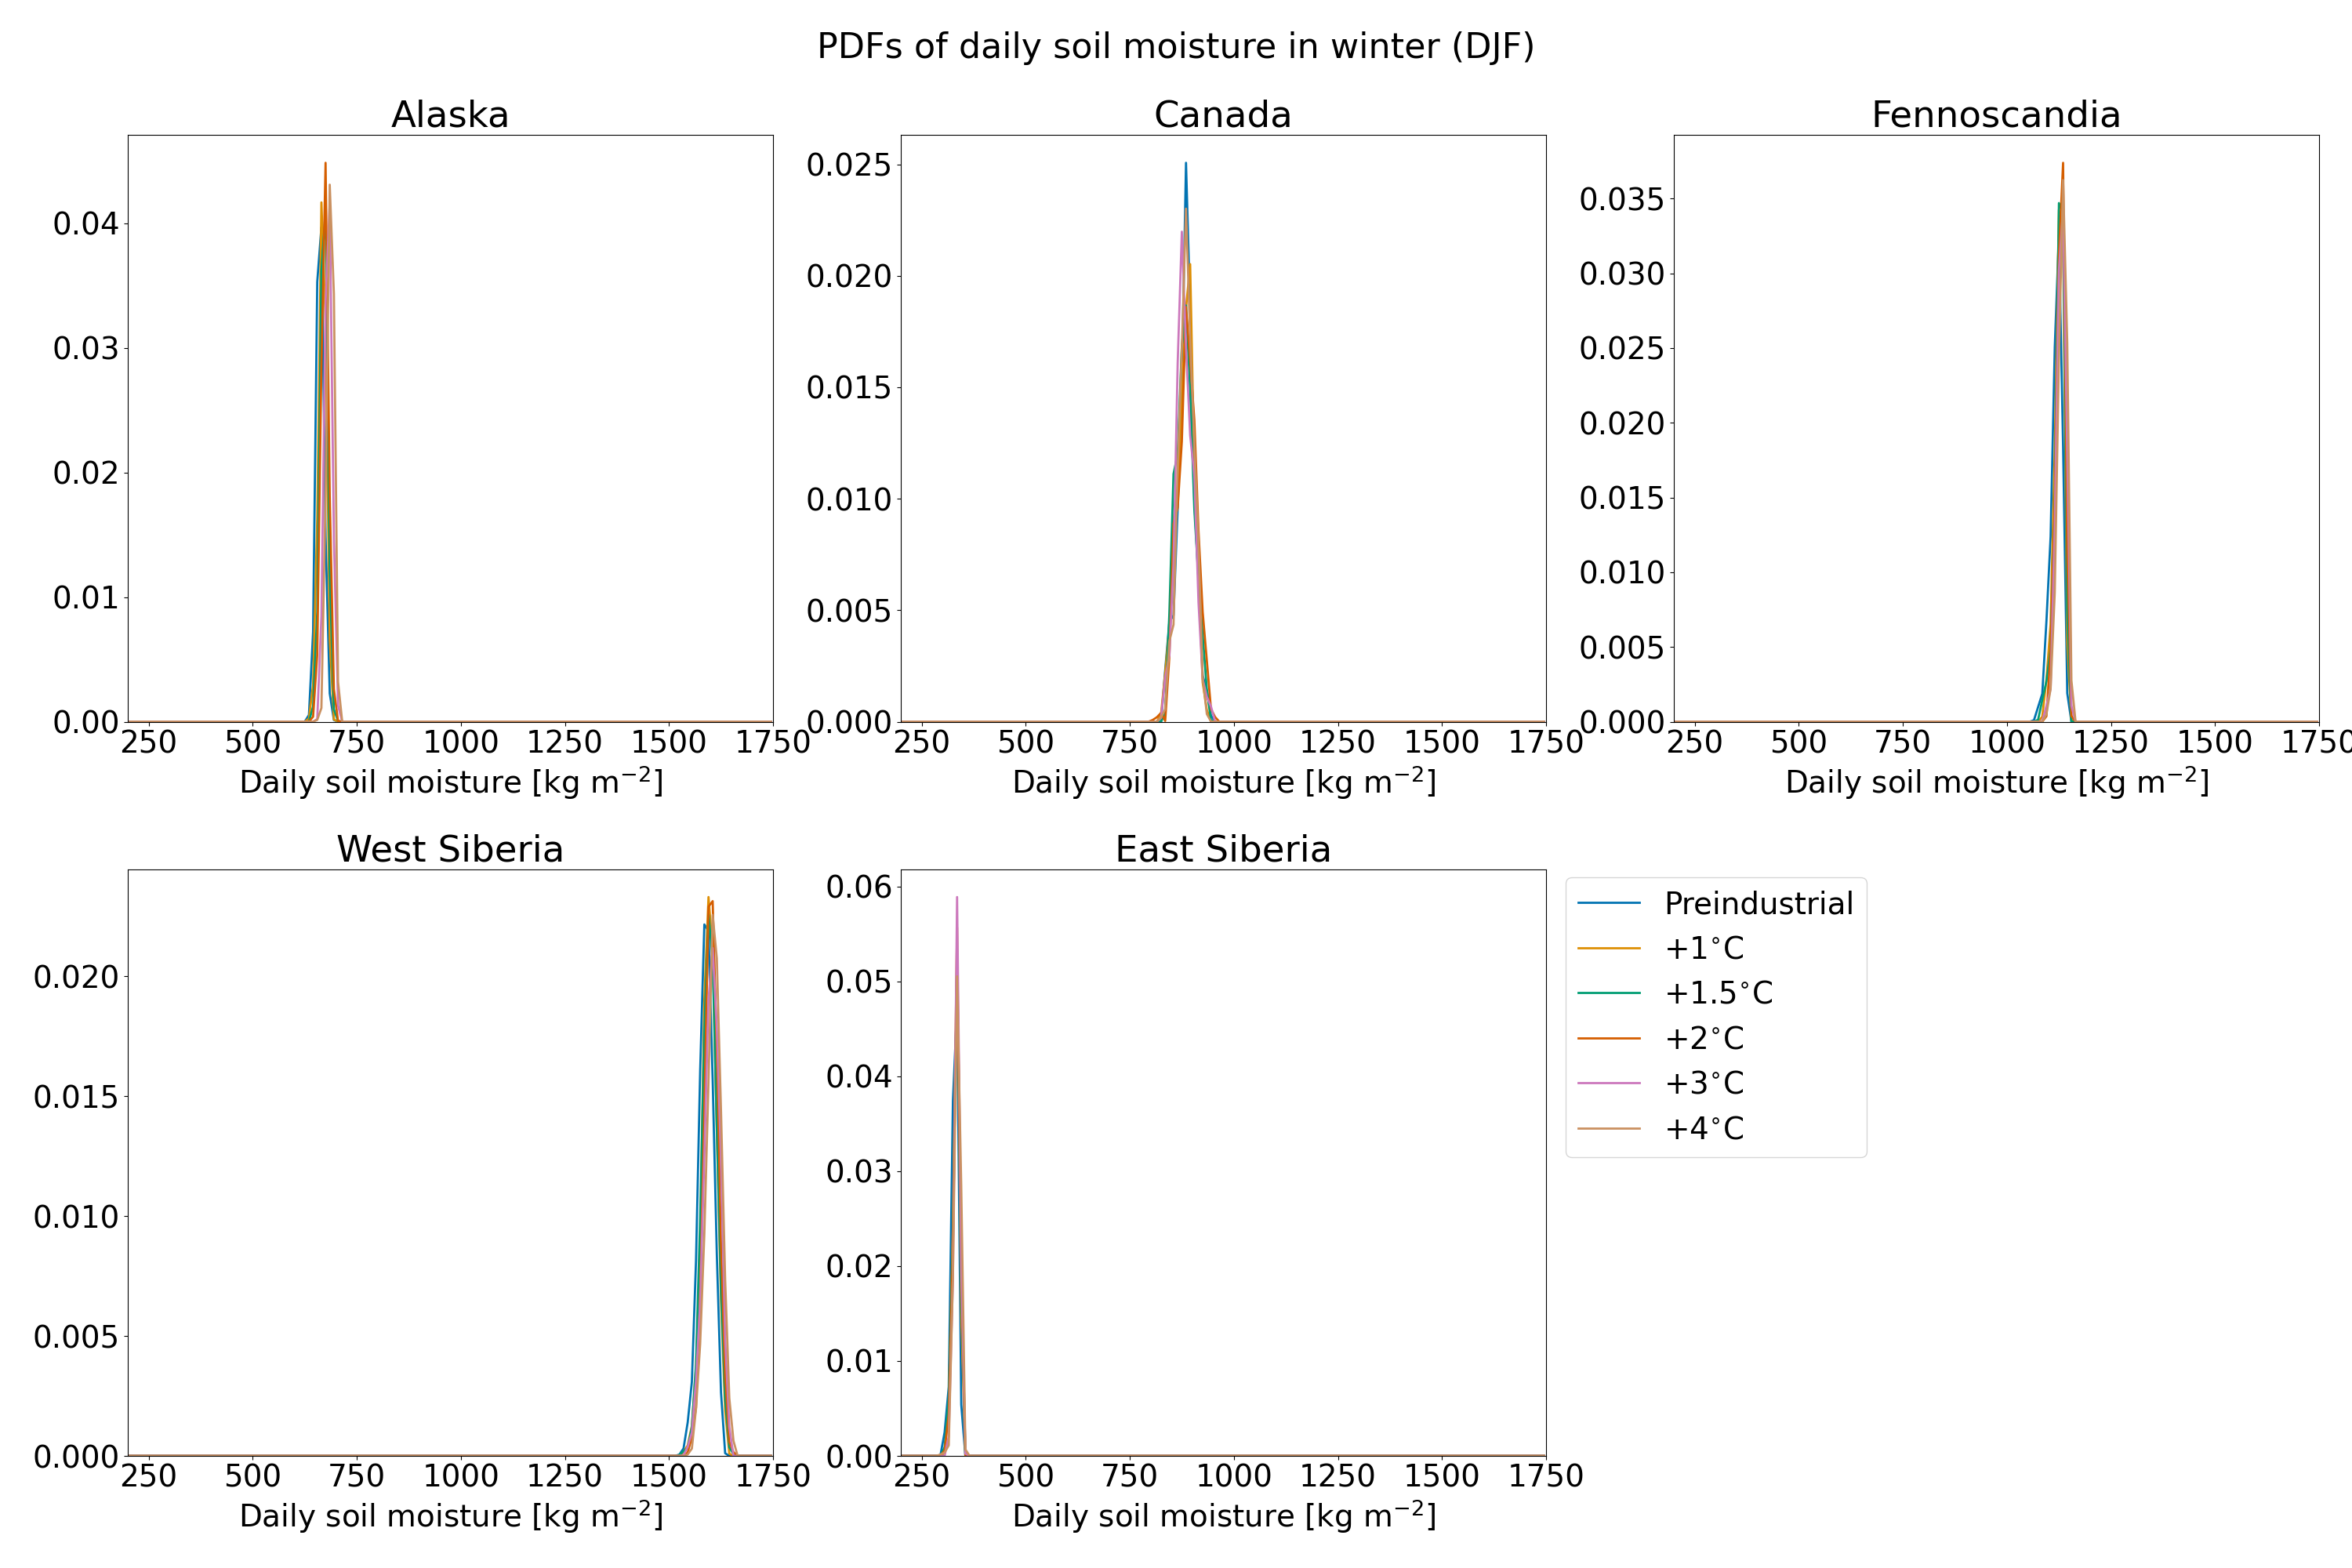 PDFs of daily soil moisture in winter (DJF)
Alaska
0.04
0.03
0.02
0.01
0.00
250 500 750 1000 1250 1500 1750
Daily soil moisture [kg m⁻²]
Canada
0.025
0.020
0.015
0.010
0.005
0.000
250 500 750 1000 1250 1500 1750
Daily soil moisture [kg m⁻²]
Fennoscandia
0.035
0.030
0.025
0.020
0.015
0.010
0.005
0.000
250 500 750 1000 1250 1500 1750
Daily soil moisture [kg m⁻²]
West Siberia
0.020
0.015
0.010
0.005
0.000
250 500 750 1000 1250 1500 1750
Daily soil moisture [kg m⁻²]
East Siberia
0.06
0.05
0.04
0.03
0.02
0.01
0.00
250 500 750 1000 1250 1500 1750
Daily soil moisture [kg m⁻²]
Preindustrial
+1°C
+1.5°C
+2°C
+3°C
+4°C